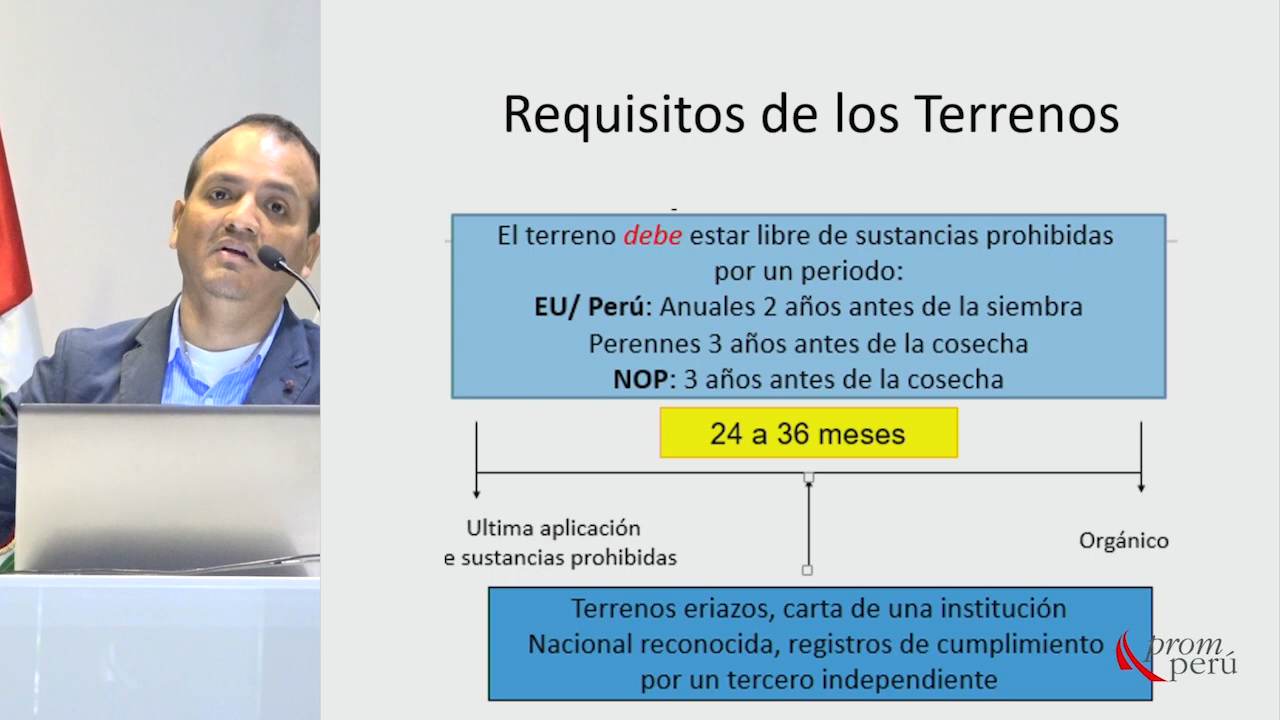 Requisitos de los Terrenos
El terreno debe estar libre de sustancias prohibidas
por un periodo:
EU/ Perú: Anuales 2 años antes de la siembra
Perennes 3 años antes de la cosecha
NOP: 3 años antes de la cosecha
24 a 36 meses
Ultima aplicación
e sustancias prohibidas
Orgánico
Terrenos eriazos, carta de una institución
Nacional reconocida, registros de cumplimiento
por un tercero independiente
prom
perú